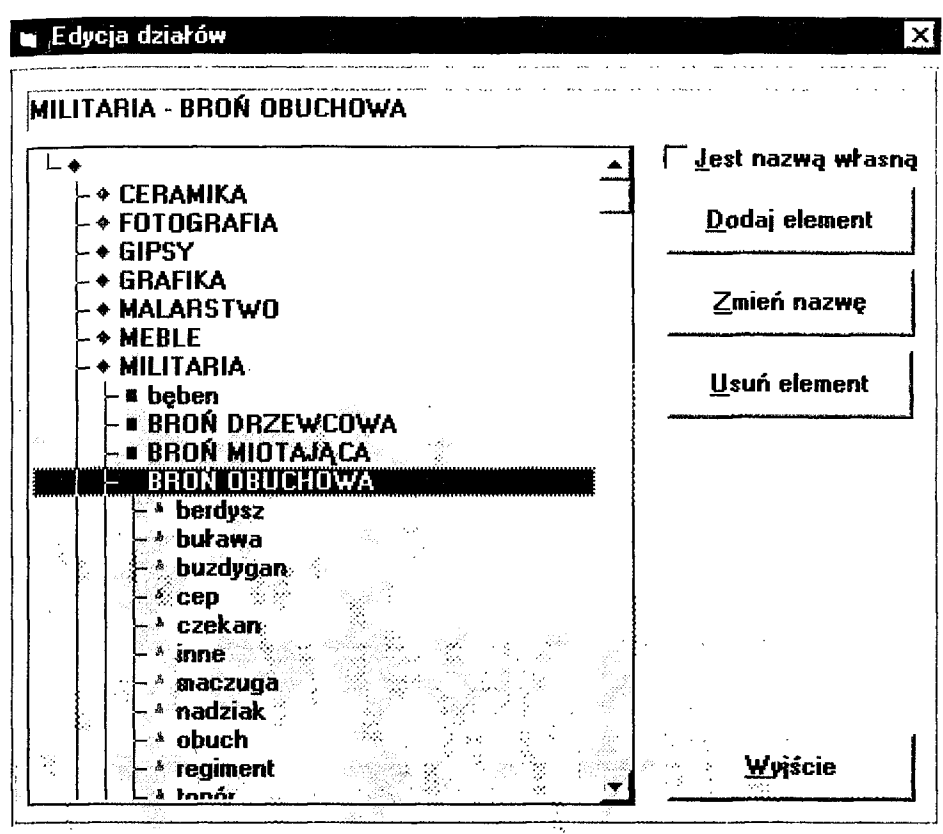 Edycja działów
MILITARIA - BROŃ OBUCHOWA
Jest nazwą własną
CERAMIKA
FOTOGRAFIA
GIPSY
GRAFIKA
MALARSTWO
MEBLE
MILITARIA
bęben
BROŃ DRZEWCOWA
BROŃ MIOTAJĄCA
BROŃ OBUCHOWA
berdysz
buława
buzdygan
cep
czekan
inne
maczuga
nadziak
obuch
regiment
topór
Dodaj element
Zmień nazwę
Usuń element
Wyjście